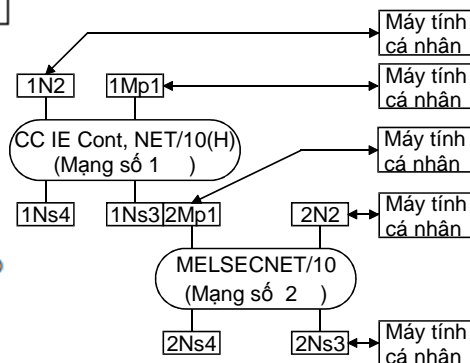 Máy tính
cá nhân
Máy tính
cá nhân
1N2 1Mp1
CC IE Cont, NET/10(H)
(Mạng số 1 )
Máy tính
cá nhân
1Ns4 1Ns3 2Mp1 2N2
Máy tính
cá nhân
MELSECNET/10
(Mạng số 2 )
2Ns4 2Ns3
Máy tính
cá nhân